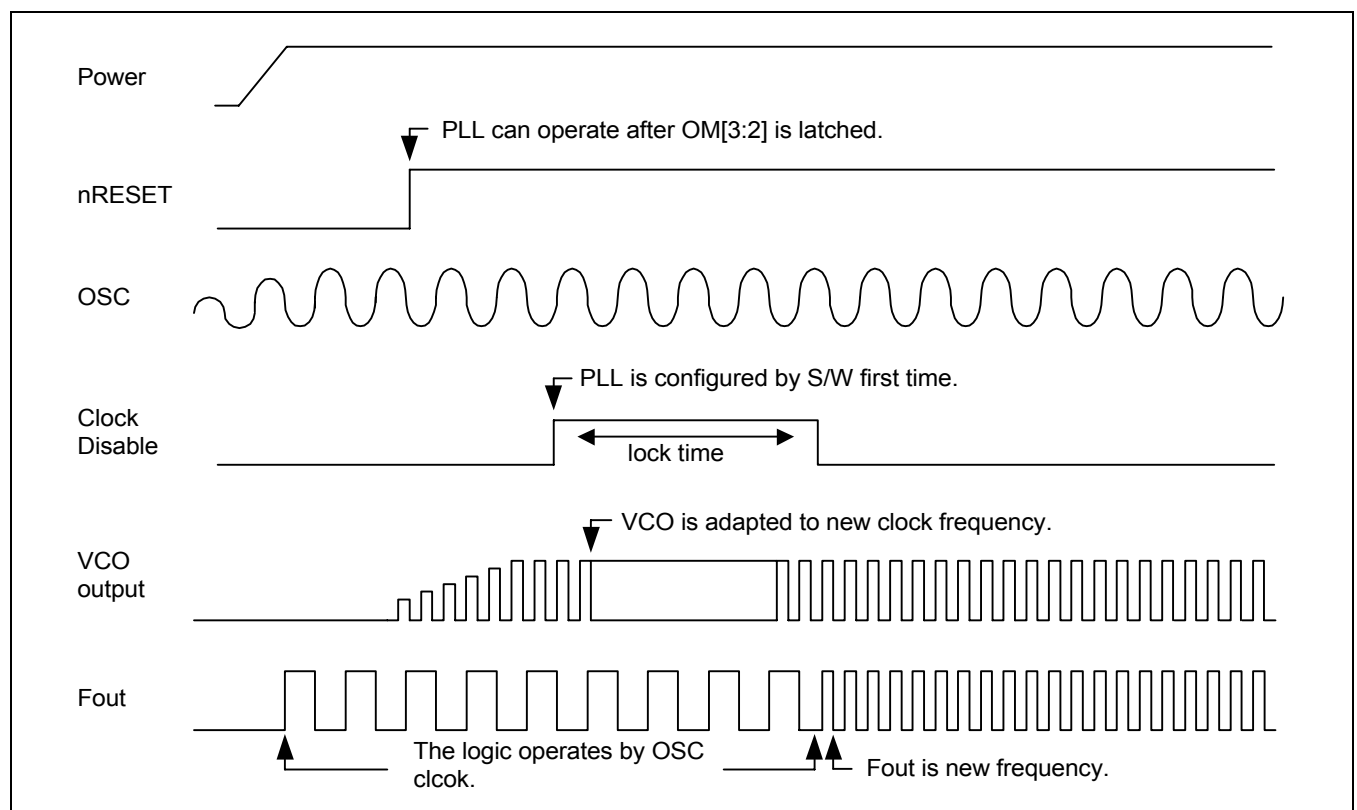 Power
PLL can operate after OM[3:2] is latched.
nRESET
OSC
PLL is configured by S/W first time.
Clock
Disable
lock time
VCO is adapted to new clock frequency.
VCO
output
Fout
The logic operates by OSC
clcok.
Fout is new frequency.